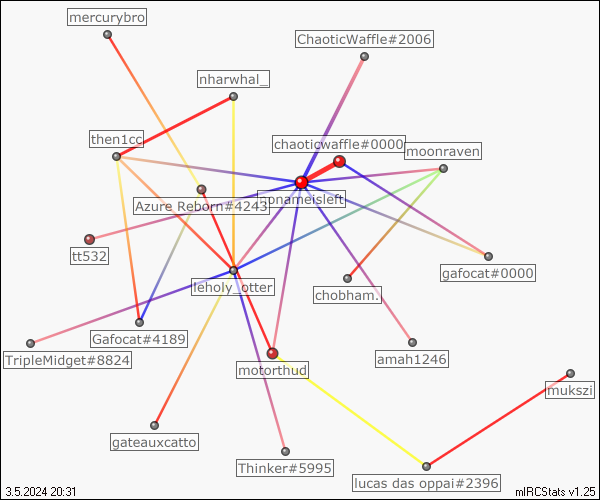 mercurybro
ChaoticWaffle#2006
nharwhal_
then1cc
chaoticwaffle#0000
moonraven
Azure Reborn#4243
npnameisleft
tt532
gafocat#0000
leholy_otter
chobham.
Gafocat#4189
TripleMidget#8824
amah1246
motorthud
mukszi
gateauxcatto
Thinker#5995
lucas das oppai#2396
3.5.2024 20:31
mIRCStats v1.25